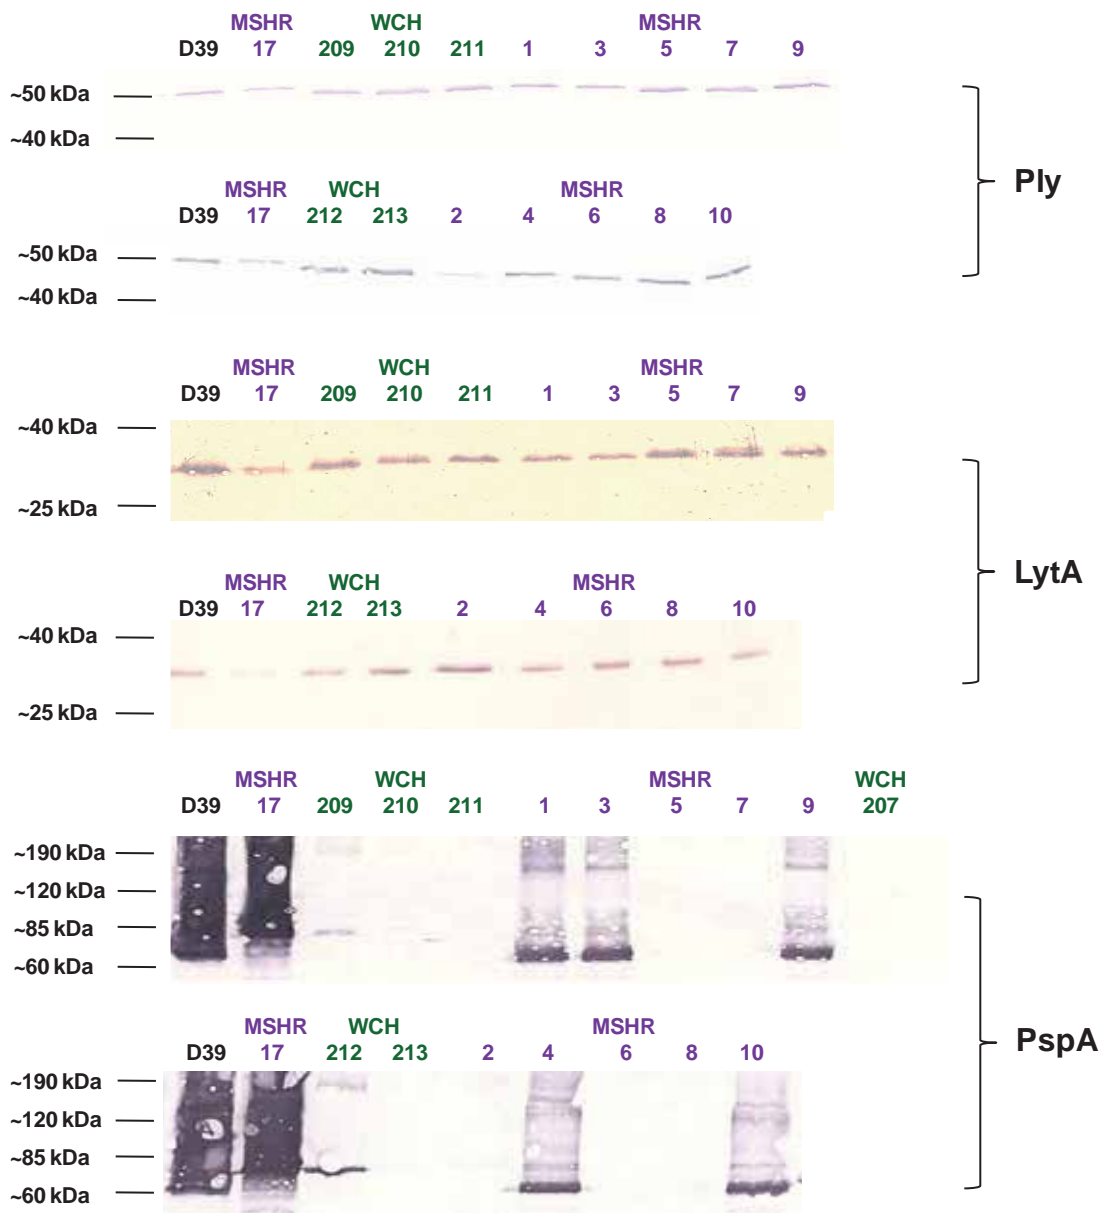 MSHR WCH MSHR
D39 17 209 210 211 1 3 5 7 9
~50 kDa
~40 kDa
Ply
MSHR WCH MSHR
D39 17 212 213 2 4 6 8 10
~50 kDa
~40 kDa
MSHR WCH MSHR
D39 17 209 210 211 1 3 5 7 9
~40 kDa
~25 kDa
LytA
MSHR WCH MSHR
D39 17 212 213 2 4 6 8 10
~40 kDa
~25 kDa
MSHR WCH MSHR WCH
D39 17 209 210 211 1 3 5 7 9 207
~190 kDa
~120 kDa
~85 kDa
~60 kDa
PspA
MSHR WCH MSHR
D39 17 212 213 2 4 6 8 10
~190 kDa
~120 kDa
~85 kDa
~60 kDa